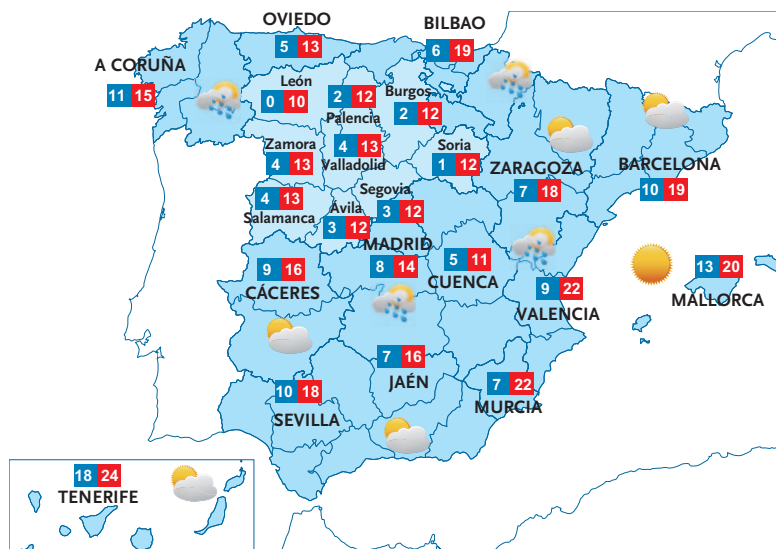 OVIEDO
5 13
BILBAO
6 19
A CORUÑA
11 15
León
0 10
2 12
Palencia
Burgos
2 12
Zamora
4 13
4 13
Valladolid
Soria
1 12
ZARAGOZA
7 18
BARCELONA
10 19
4 13
Salamanca
Segovia
3 12
Ávila
3 12
MADRID
8 14
5 11
CUENCA
9 16
CÁCERES
9 22
VALENCIA
13 20
MALLORCA
7 16
JAÉN
7 22
MURCIA
10 18
SEVILLA
18 24
TENERIFE